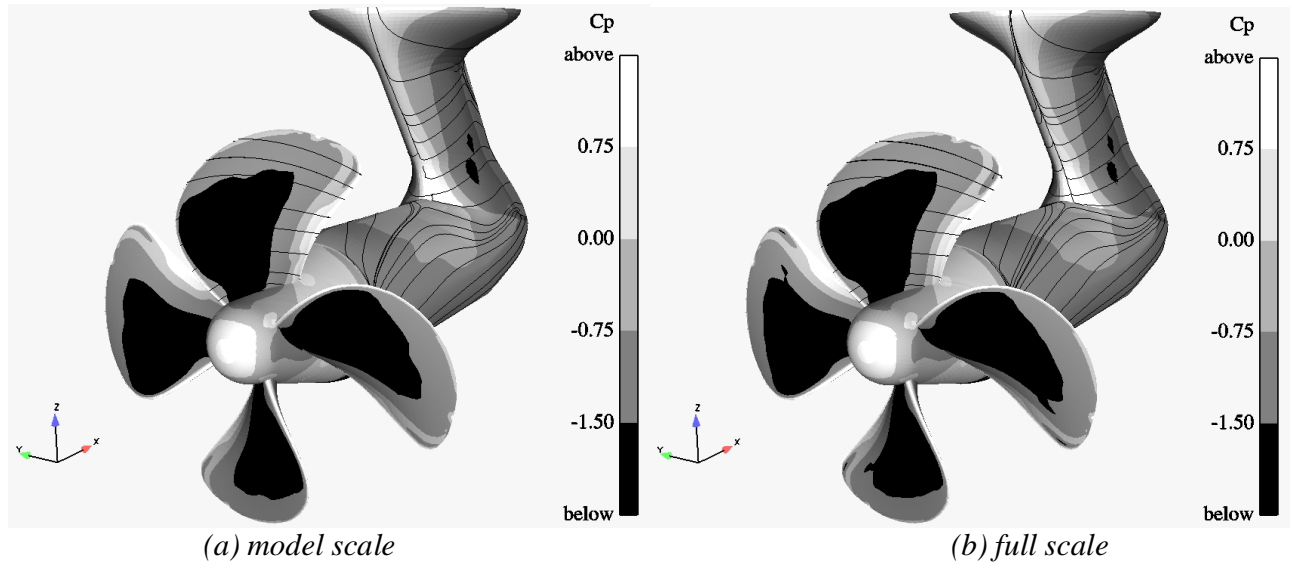 Cp
above
0.75
0.00
-0.75
-1.50
below
z
Y
X
(a) model scale
Cp
above
0.75
0.00
-0.75
-1.50
below
z
Y
X
(b) full scale